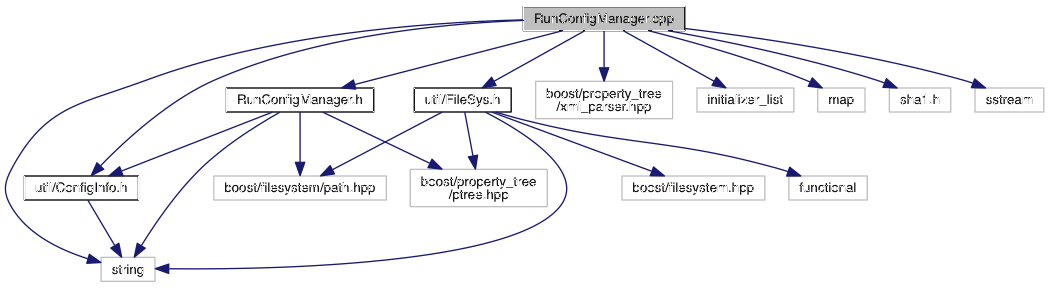 RunConfigManager.cpp
RunConfigManager.h
util/FileSys.h
boost/property_tree
/xml_parser.hpp
initializer_list
map
sha1.h
sstream
util/ConfigInfo.h
boost/filesystem/path.hpp
boost/property_tree
/ptree.hpp
boost/filesystem.hpp
functional
string